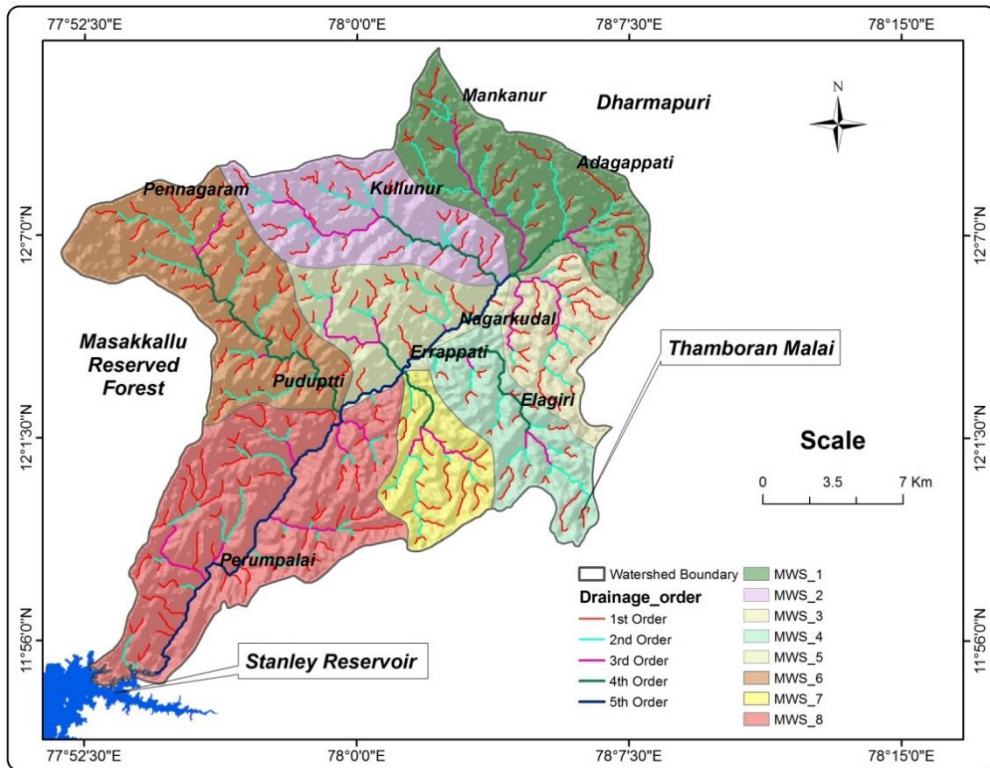 77°52'30"E
78°0'0"E
78°7'30"E
78°15'0"E
Mankanur
Dharmapuri
N
Adagappati
Pennagaram
Kullunur
12°7'0"N
12°7'0"N
Nagarkudal
Masakkallu
Reserved
Forest
Errappati
Thamboran Malai
Puduptti
Elagiri
12°1'30"N
12°1'30"N
Scale
0 3.5 7 Km
Perumpalai
Watershed Boundary
Drainage_order
1st Order
2nd Order
3rd Order
4th Order
5th Order
MWS_1
MWS_2
MWS_3
MWS_4
MWS_5
MWS_6
MWS_7
MWS_8
11°56'0"N
11°56'0"N
Stanley Reservoir
77°52'30"E
78°0'0"E
78°7'30"E
78°15'0"E